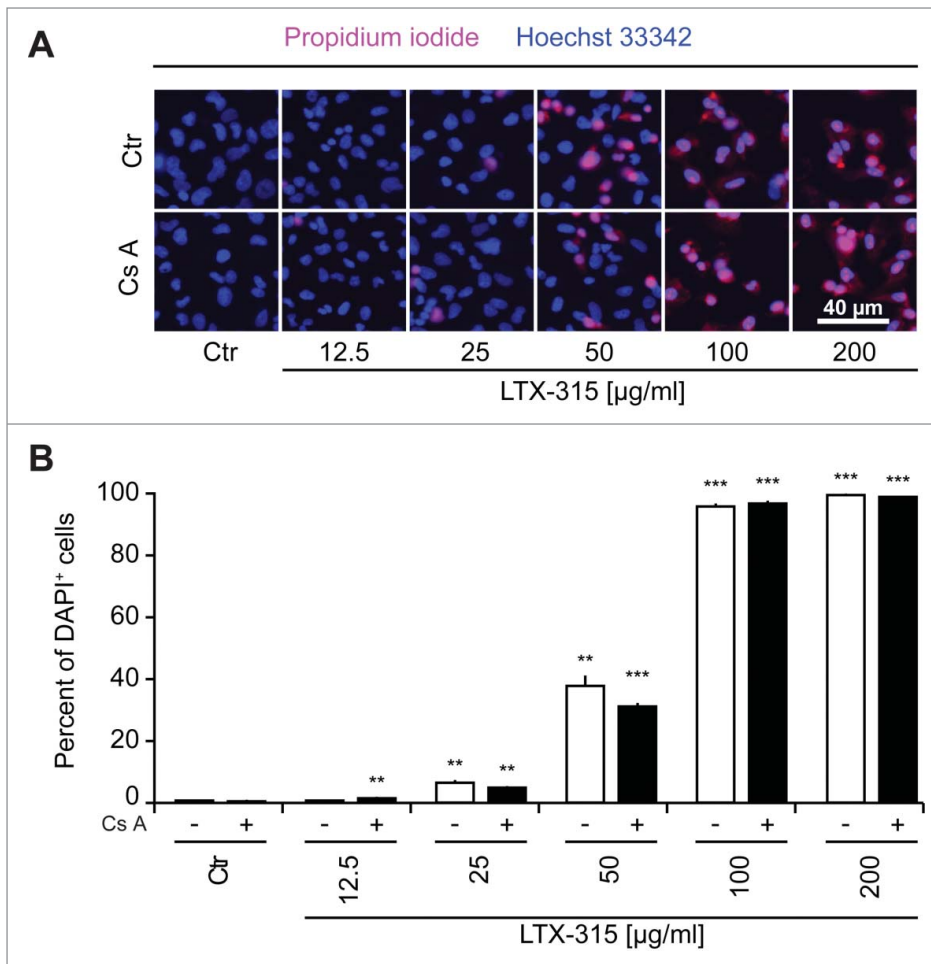 A
Propidium iodide Hoechst 33342
Ctr
Cs A
40 µm
Ctr 12.5 25 50 100 200
LTX-315 [µg/ml]
B
Percent of DAPI⁺ cells
100
80
60
40
20
0
** ** ** ** *** *** *** *** ***
Cs A - + - + - + - + - + - +
Ctr 12.5 25 50 100 200
LTX-315 [µg/ml]